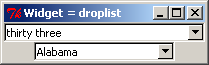 Widget = droplist
thirty three
Alabama